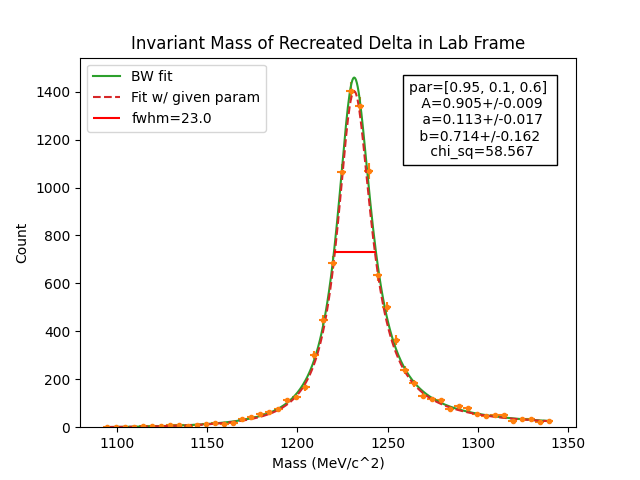 Invariant Mass of Recreated Delta in Lab Frame
BW fit
Fit w/ given param
fwhm=23.0
par=[0.95, 0.1, 0.6]
A=0.905+/-0.009
a=0.113+/-0.017
b=0.714+/-0.162
chi_sq=58.567
Count
1400
1200
1000
800
600
400
200
0
1100 1150 1200 1250 1300 1350
Mass (MeV/c^2)